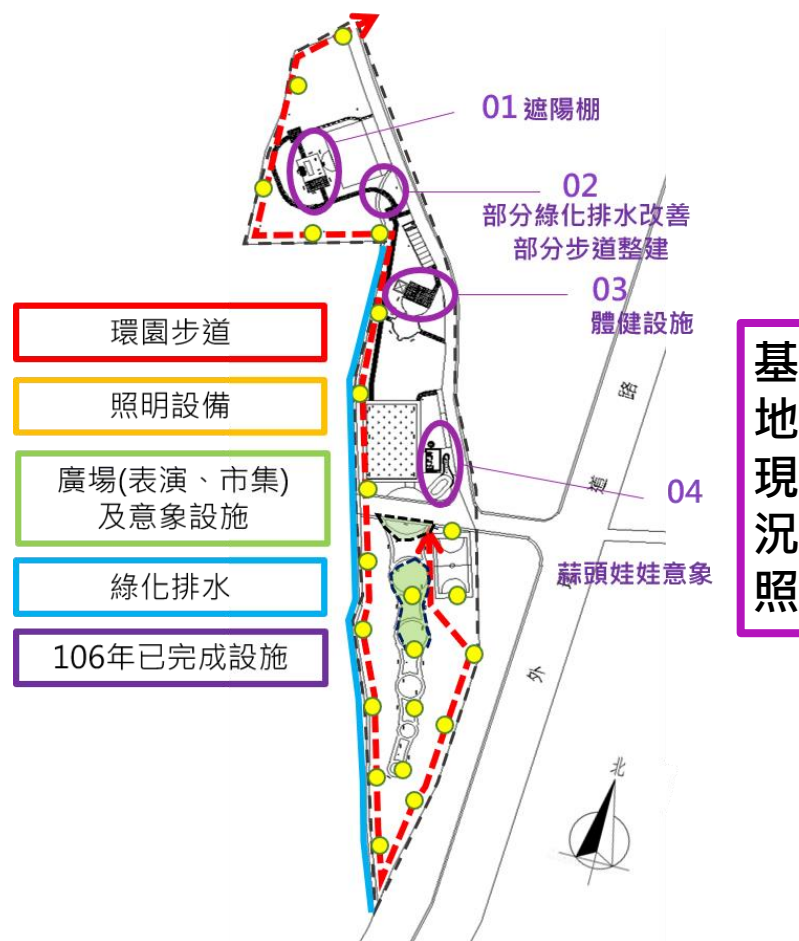 01 遮陽棚
02
部分綠化排水改善
部分步道整建
03
體健設施
環園步道
照明設備
廣場(表演、市集)
及意象設施
綠化排水
106年已完成設施
04
蒜頭娃娃意象
路
道
外
北
基
地
現
況
照